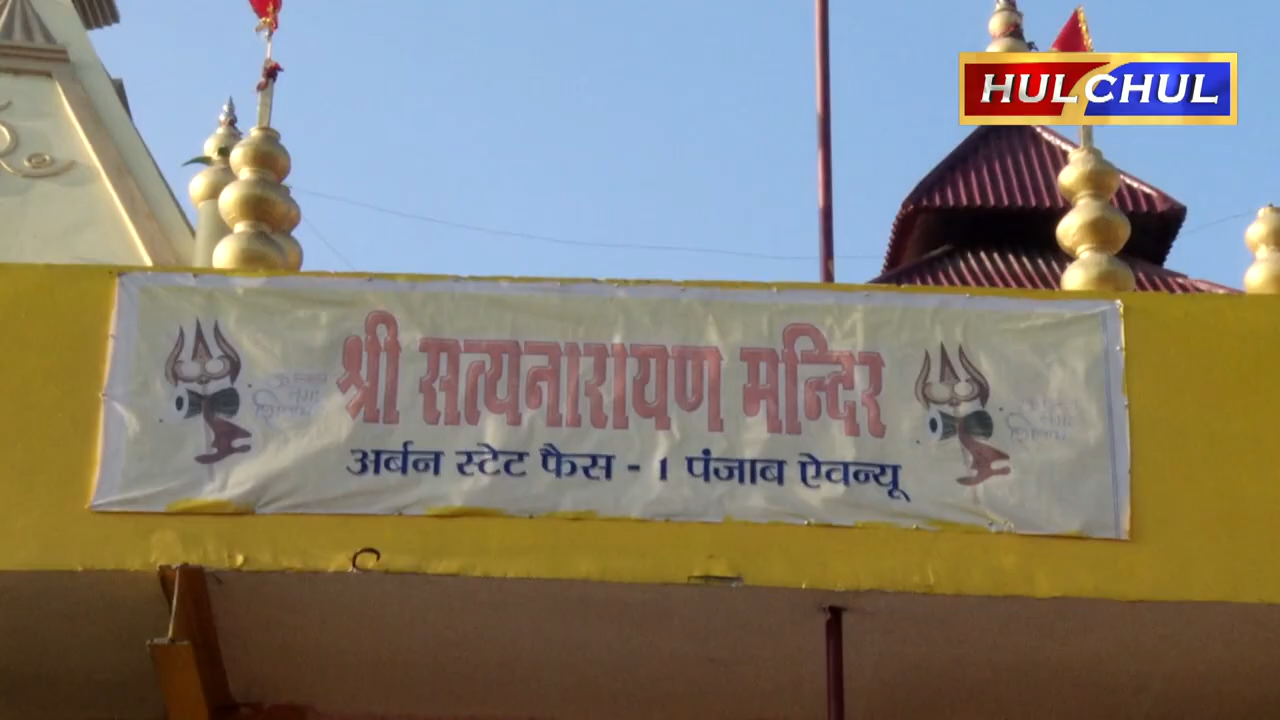 HULCHUL
श्री सत्यनारायण मन्दिर
अर्बन स्टेट फैस - 1 पंजाब ऐवन्यू